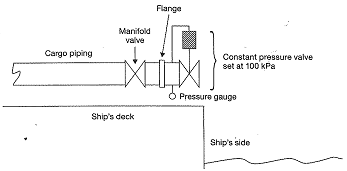 Flange
Manifold
valve
Cargo piping
Constant pressure valve
set at 100 kPa
Pressure gauge
Ship's deck
Ship's side